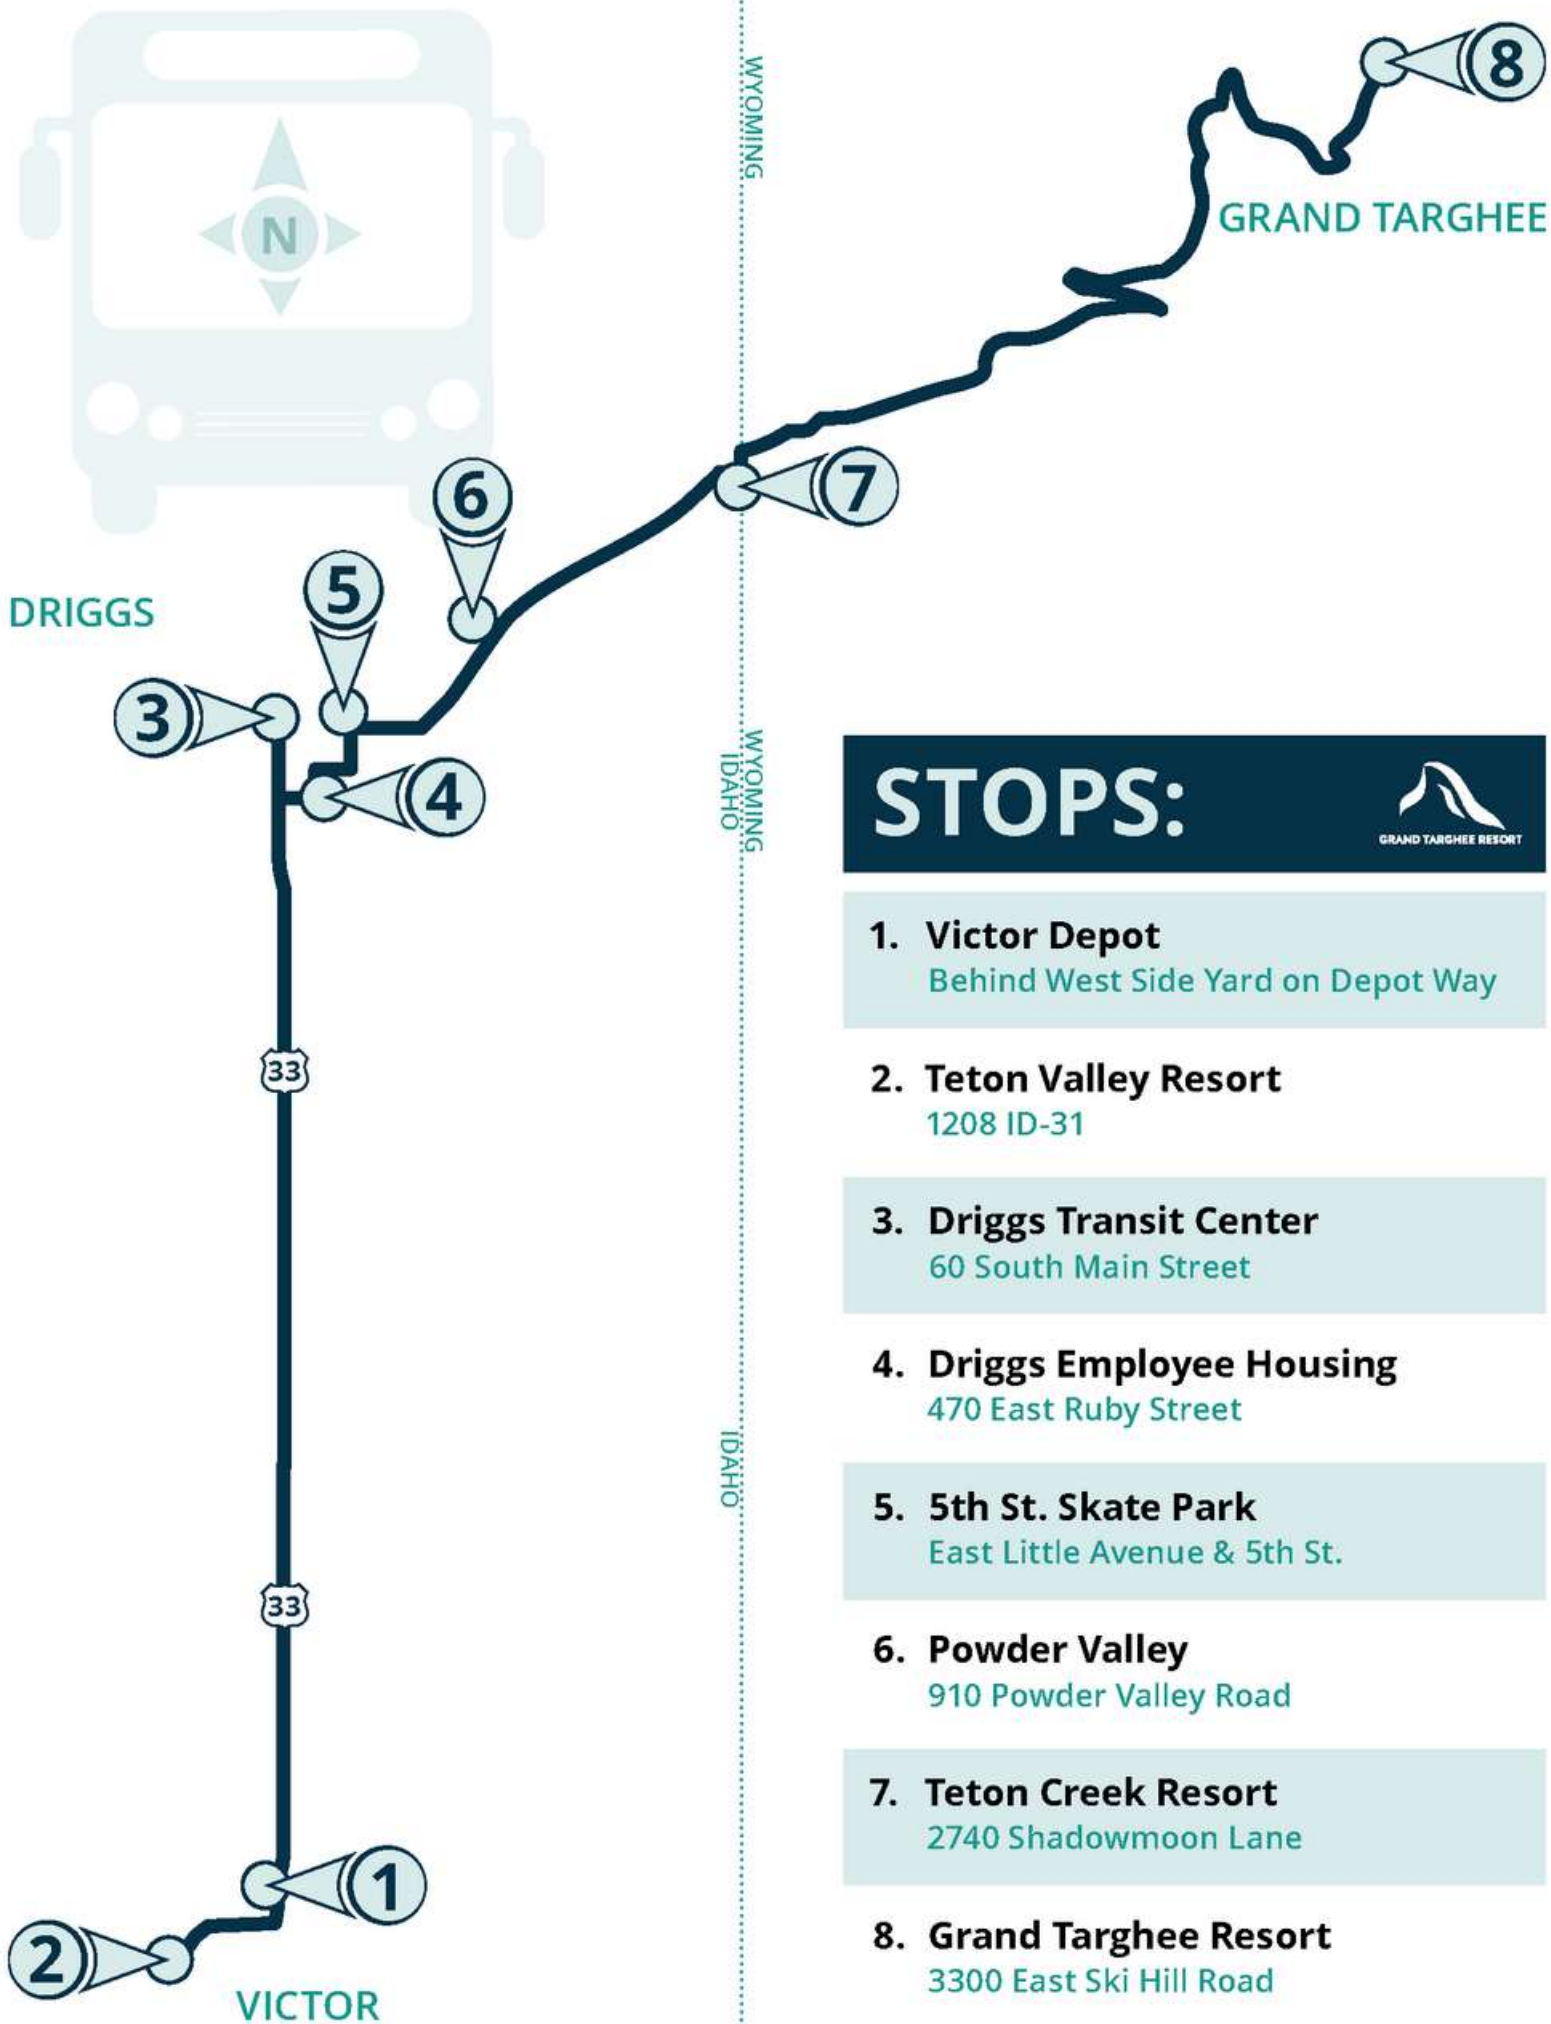 WYOMING
8
N
GRAND TARGHEE
7
6
5
DRIGGS
3
4
WYOMING
IDAHO
STOPS:
GRAND TARGHEE RESORT
1. Victor Depot
Behind West Side Yard on Depot Way
33
2. Teton Valley Resort
1208 ID-31
3. Driggs Transit Center
60 South Main Street
4. Driggs Employee Housing
470 East Ruby Street
IDAHO
5. 5th St. Skate Park
East Little Avenue & 5th St.
33
6. Powder Valley
910 Powder Valley Road
7. Teton Creek Resort
2740 Shadowmoon Lane
1
2
8. Grand Targhee Resort
3300 East Ski Hill Road
VICTOR